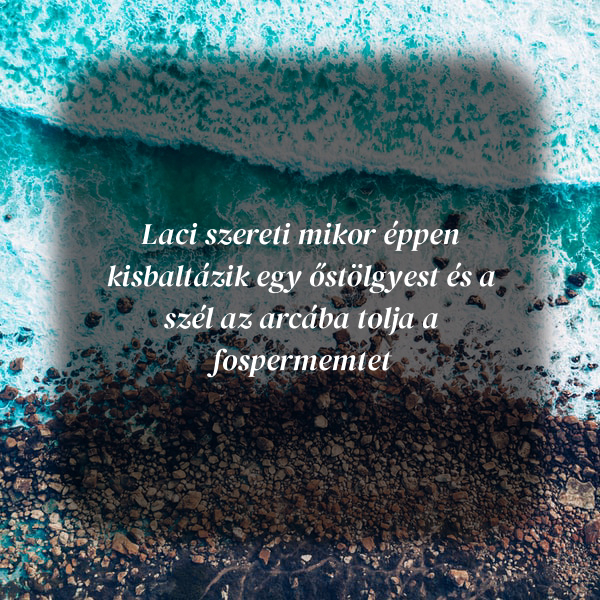 Laci szereti mikor éppen
kisbaltázik egy őstölgyest és a
szél az arcába tolja a
fospermemtet